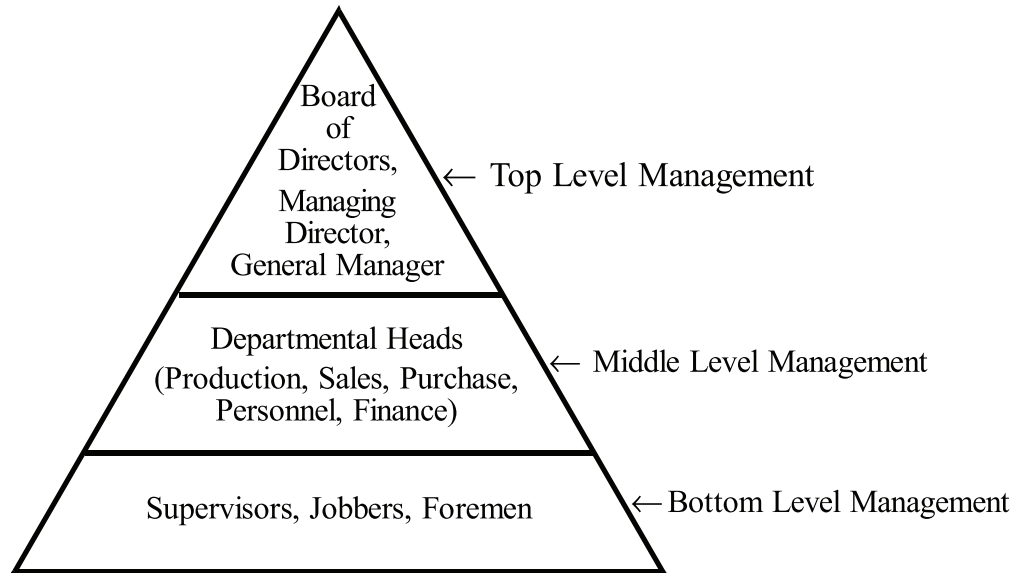 Board
of
Directors,
Managing
Director,
General Manager
← Top Level Management
Departmental Heads
(Production, Sales, Purchase,
Personnel, Finance)
← Middle Level Management
Supervisors, Jobbers, Foremen
← Bottom Level Management